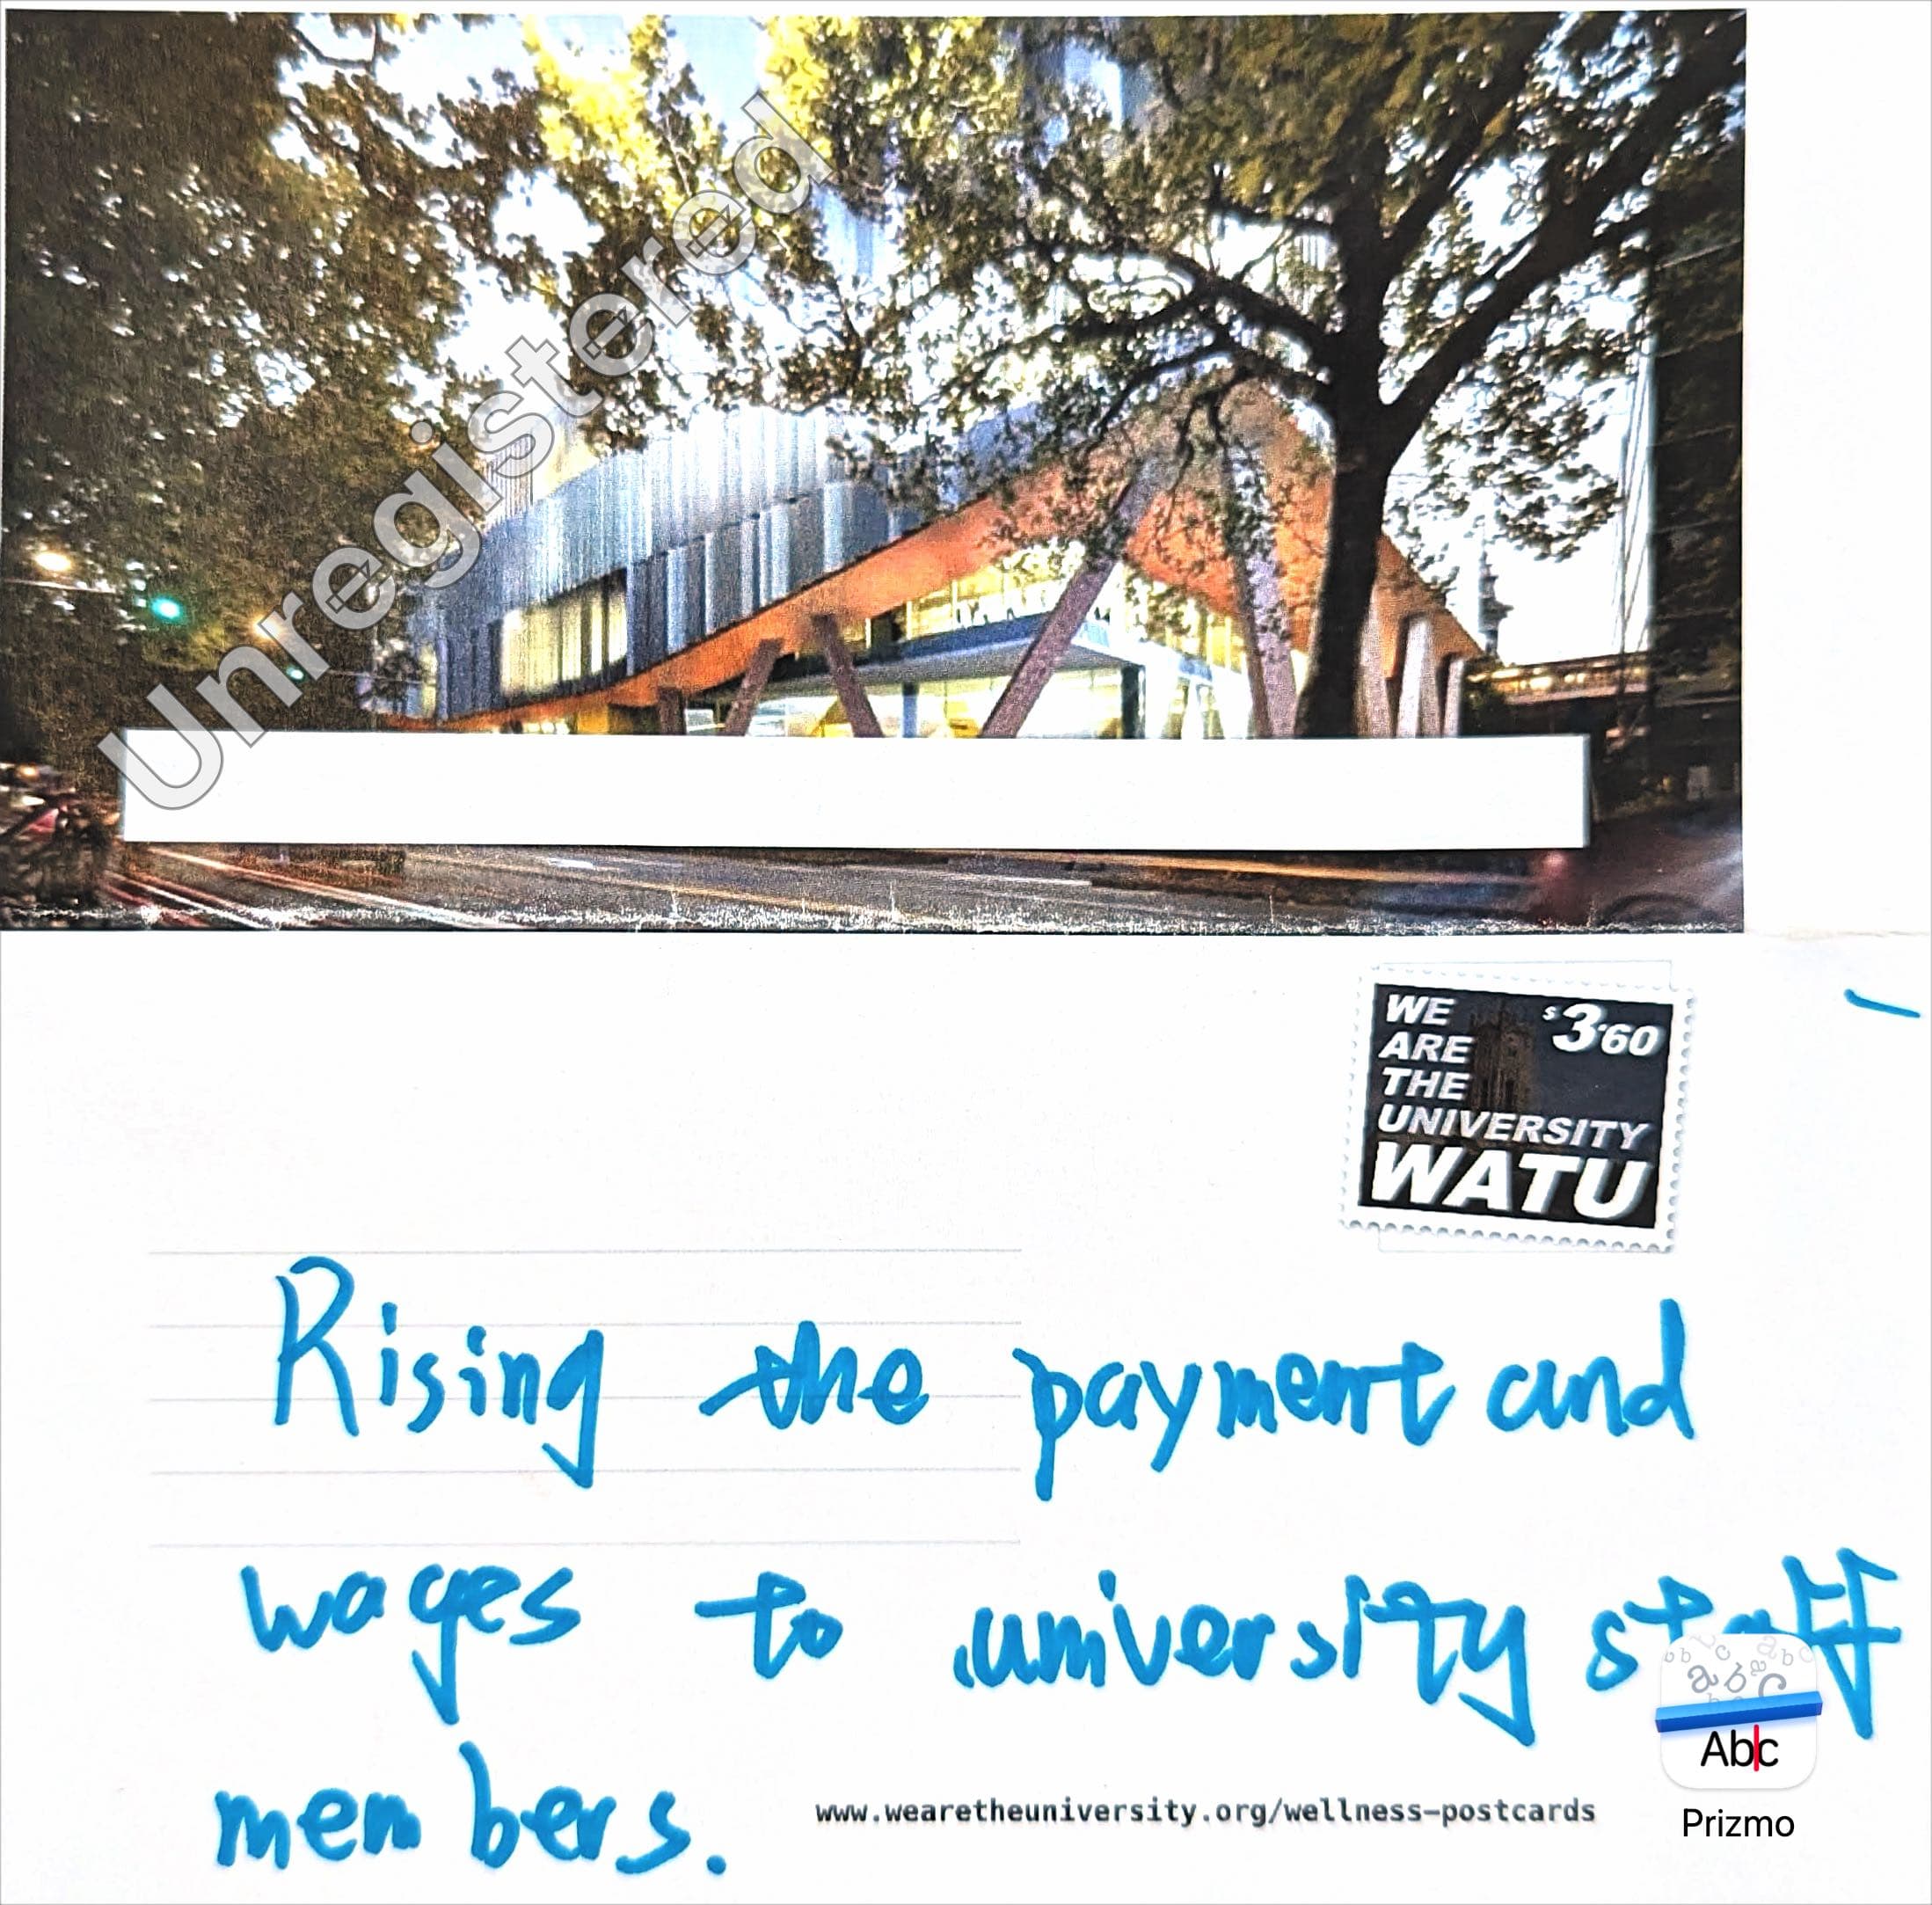 Unregistered
WE
ARE
THE
UNIVERSITY
WATU
$3.60
Rising the payment and
wages to university staff
members.
www.wearetheuniversity.org/wellness-postcards
Abc
Prizmo